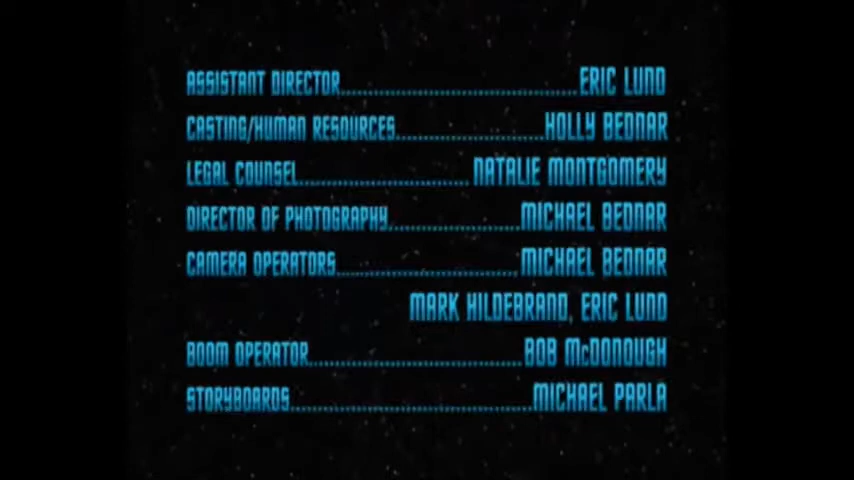 ASSISTANT DIRECTOR..............................ERIC LUND
CASTING/HUMAN RESOURCES...................HOLLY BEDNAR
LEGAL COUNSEL...................... NATALIE MONTGOMERY
DIRECTOR OF PHOTOGRAPHY.................MICHAEL BEDNAR
CAMERA OPERATORS....................... MICHAEL BEDNAR
MARK HILDEBRAND, ERIC LUND
BOOM OPERATOR...........................BOB McDONOUGH
STORYBOARDS...............................MICHAEL PARLA